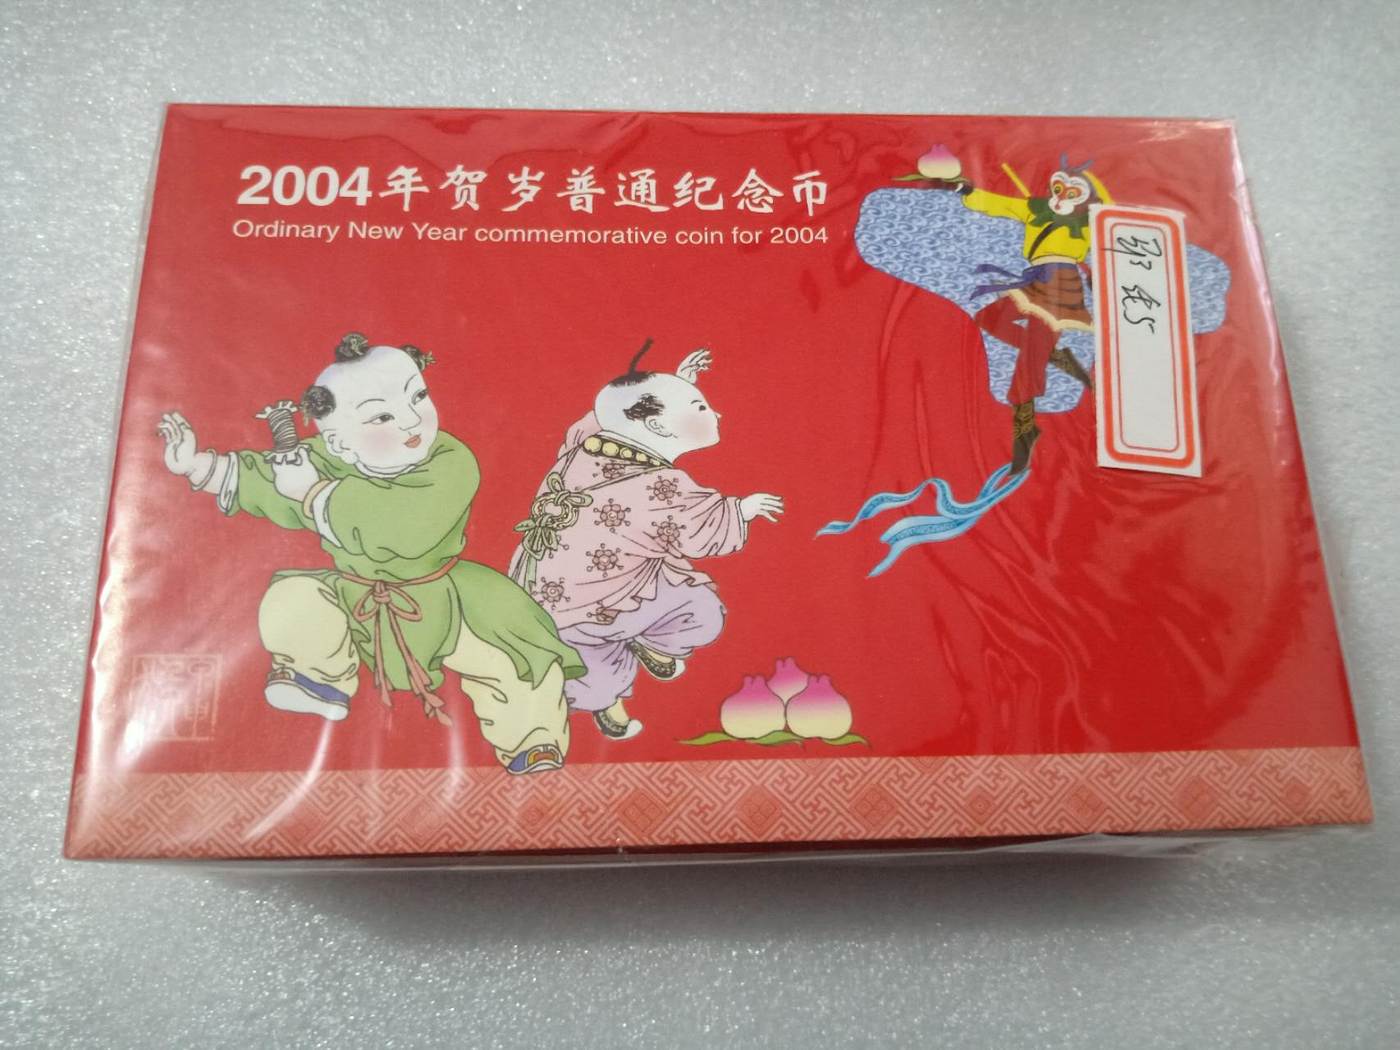 2004年贺岁普通纪念币
Ordinary New Year commemorative coin for 2004